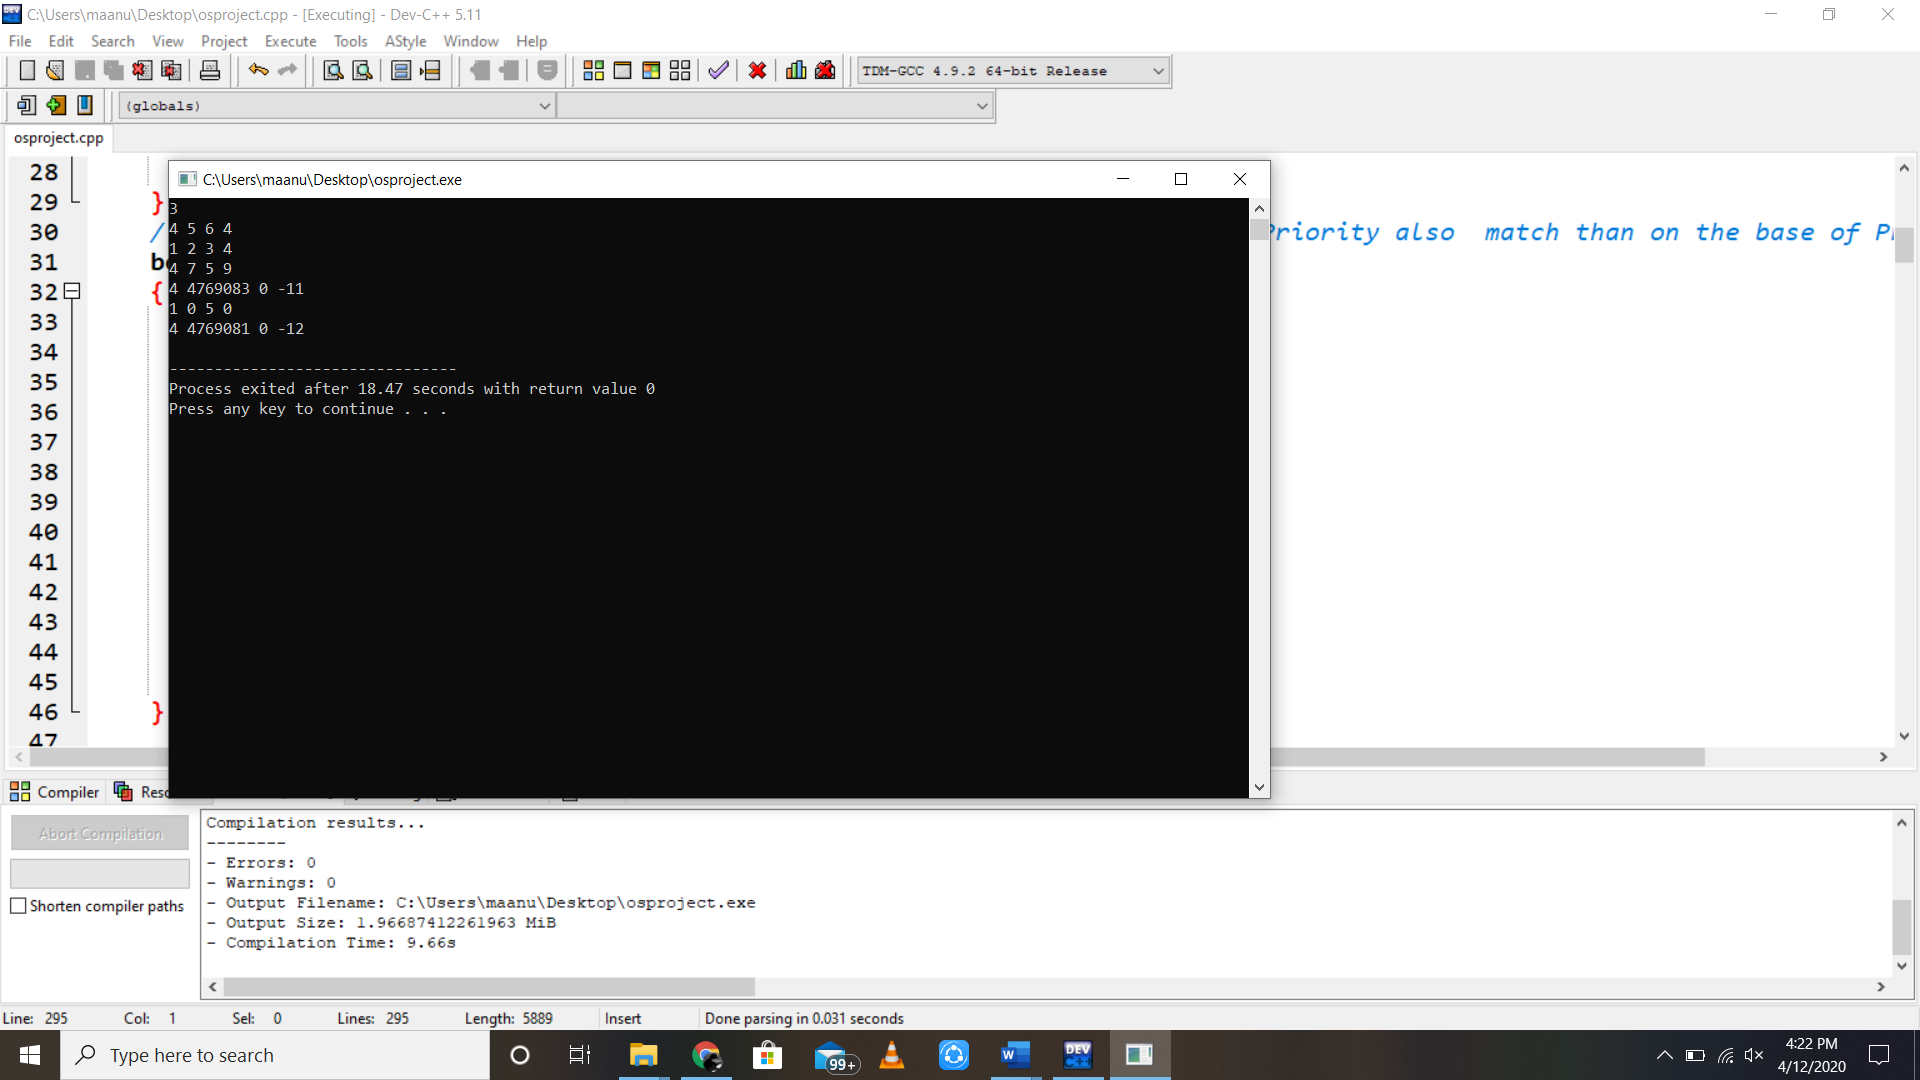 C:\Users\maanu\Desktop\osproject.cpp - [Executing] - Dev-C++ 5.11
File Edit Search View Project Execute Tools AStyle Window Help
TDM-GCC 4.9.2 64-bit Release
(globals)
osproject.cpp
C:\Users\maanu\Desktop\osproject.exe
3
4 5 6 4
1 2 3 4
4 7 5 9
4 4769083 0 -11
1 0 5 0
4 4769081 0 -12
--------------------------------
Process exited after 18.47 seconds with return value 0
Press any key to continue . . .
28
29 }
30 / Priority also match than on the base of
31 b
32 {
33
34
35
36
37
38
39
40
41
42
43
44
45
46 }
47
Compiler
Abort Compilation
Shorten compiler paths
Compilation results...
--------
- Errors: 0
- Warnings: 0
- Output Filename: C:\Users\maanu\Desktop\osproject.exe
- Output Size: 1.96687412261963 MiB
- Compilation Time: 9.66s
Line: 295 Col: 1 Sel: 0 Lines: 295 Length: 5889 Insert Done parsing in 0.031 seconds
Type here to search
99+
W
DEV C++
4:22 PM
4/12/2020